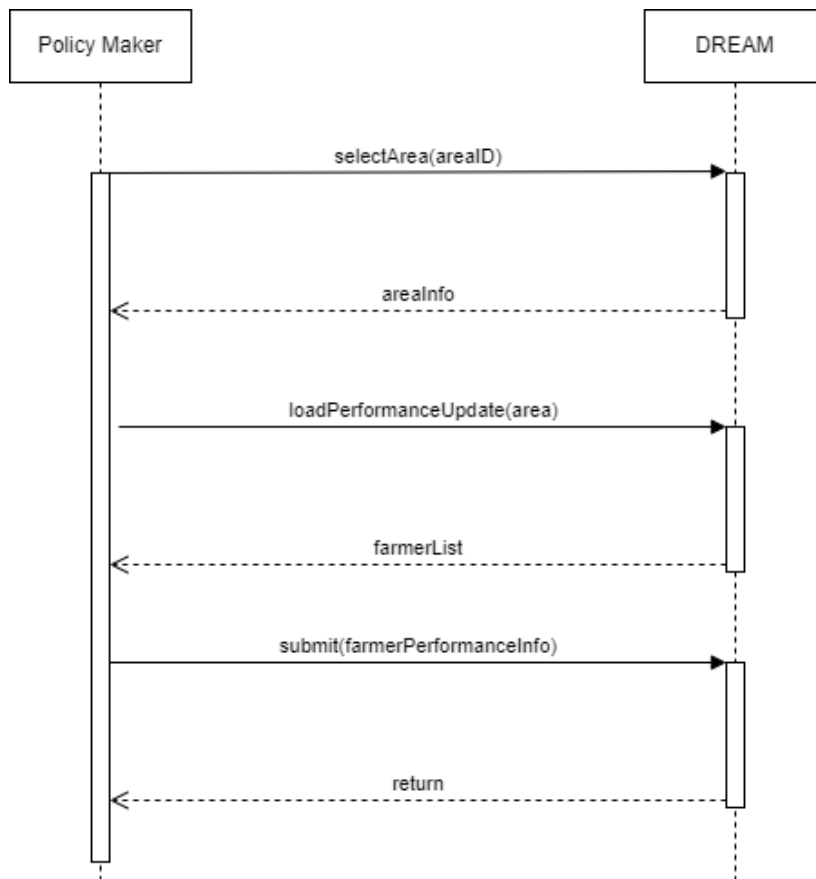 Policy Maker
DREAM
selectArea(areaID)
areaInfo
loadPerformanceUpdate(area)
farmerList
submit(farmerPerformanceInfo)
return